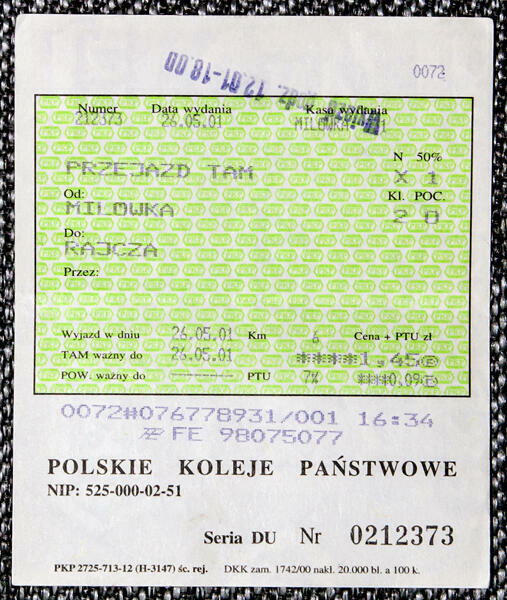 12.01-18.00
0072
Numer Data wydania Kasa wydania
212373 26.05.01 MILOWKA 1
N 50%
PRZEJAZD TAM X 1
Od: Kl. POC.
MILOWKA 2 0
Do:
RAJCZA
Przez:
Wyjazd w dniu 26.05.01 Km 6 Cena + PTU zł
TAM ważny do 26.05.01 ****1,45
POW. ważny do -------- PTU 7% ***0,09
0072#076778931/001 16:34
FE 98075077
POLSKIE KOLEJE PAŃSTWOWE
NIP: 525-000-02-51
Seria DU Nr 0212373
PKP 2725-713-12 (H-3147) śc. rej. DKK zam. 1742/00 nakł. 20.000 bl. a 100 k.